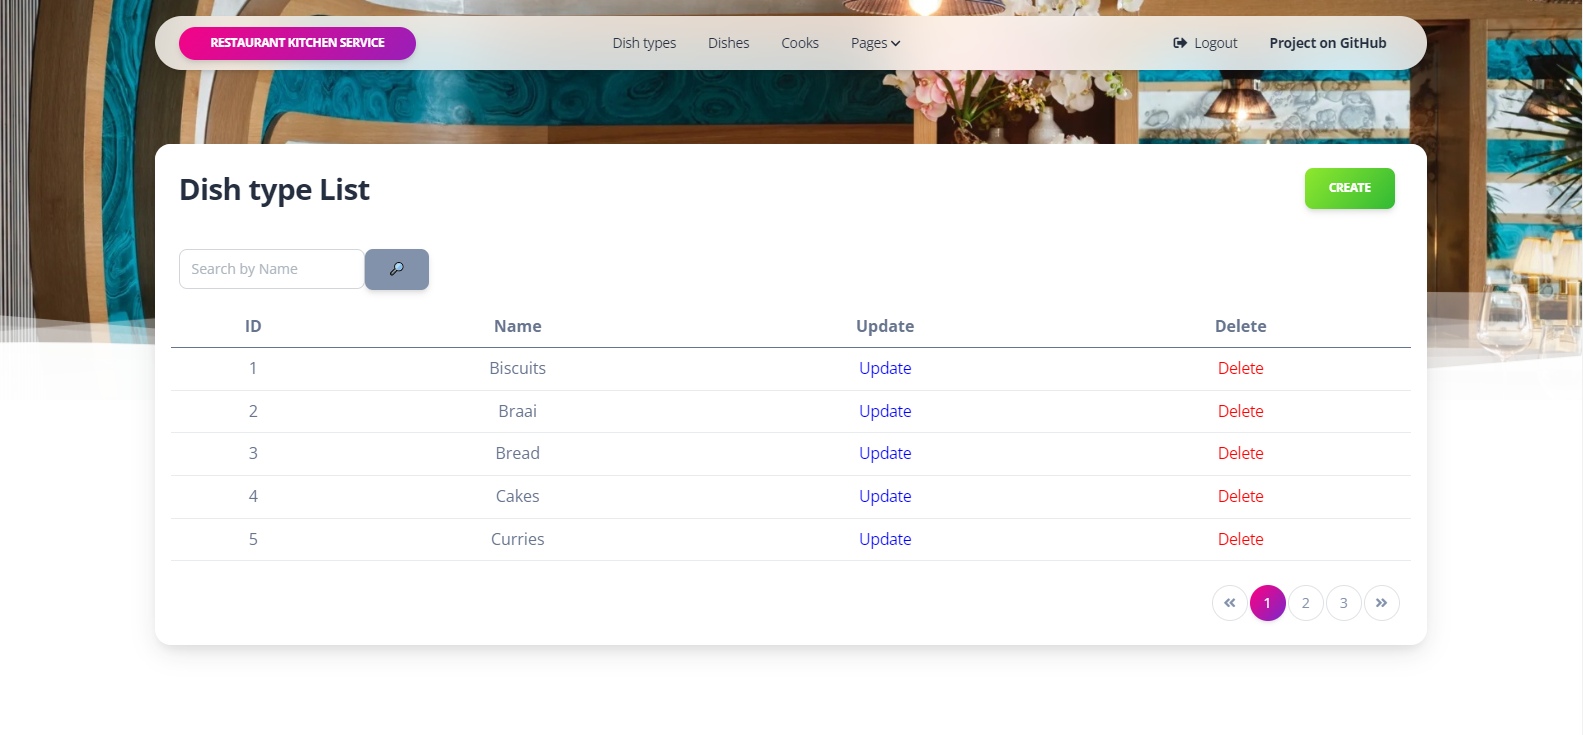 RESTAURANT KITCHEN SERVICE Dish types Dishes Cooks Pages Logout Project on GitHub
Dish type List CREATE
Search by Name
ID Name Update Delete
1 Biscuits Update Delete
2 Braai Update Delete
3 Bread Update Delete
4 Cakes Update Delete
5 Curries Update Delete
« 1 2 3 »